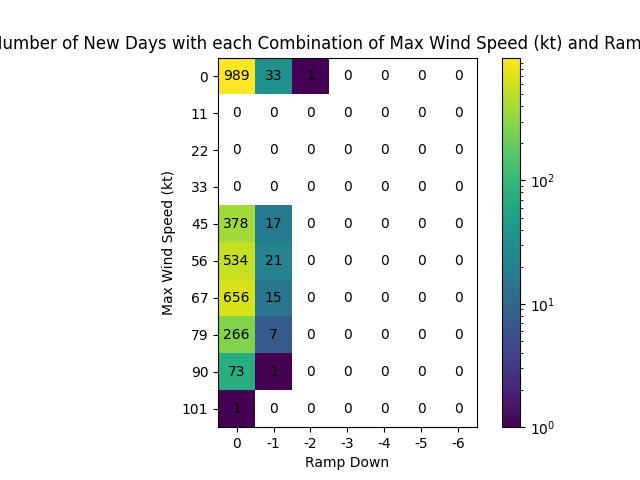 Number of New Days with each Combination of Max Wind Speed (kt) and Ram
0 989 33 1 0 0 0 0
11 0 0 0 0 0 0 0
22 0 0 0 0 0 0 0
33 0 0 0 0 0 0 0
45 378 17 0 0 0 0 0
56 534 21 0 0 0 0 0
67 656 15 0 0 0 0 0
79 266 7 0 0 0 0 0
90 73 1 0 0 0 0 0
101 1 0 0 0 0 0 0
0 -1 -2 -3 -4 -5 -6
Ramp Down
Max Wind Speed (kt)
10²
10¹
10⁰